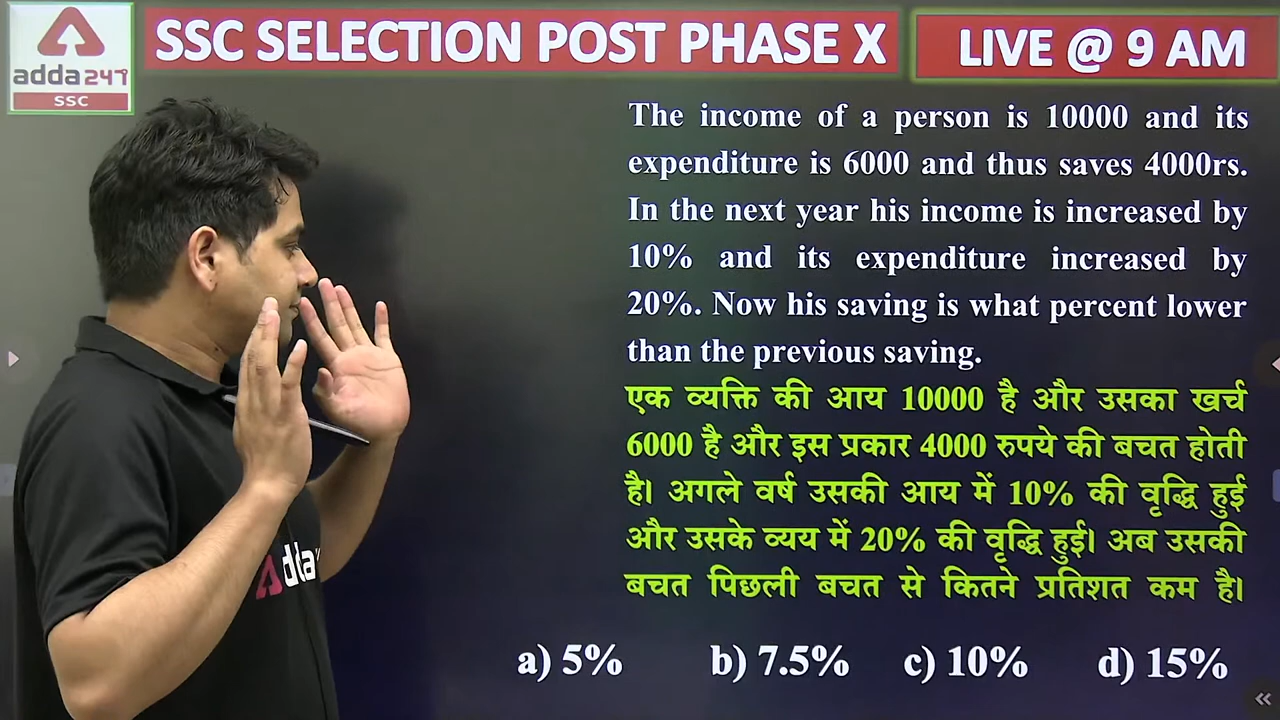 adda247
SSC
SSC SELECTION POST PHASE X
LIVE @ 9 AM
The income of a person is 10000 and its
expenditure is 6000 and thus saves 4000rs.
In the next year his income is increased by
10% and its expenditure increased by
20%. Now his saving is what percent lower
than the previous saving.
एक व्यक्ति की आय 10000 है और उसका खर्च
6000 है और इस प्रकार 4000 रुपये की बचत होती
है। अगले वर्ष उसकी आय में 10% की वृद्धि हुई
और उसके व्यय में 20% की वृद्धि हुई। अब उसकी
बचत पिछली बचत से कितने प्रतिशत कम है।
a) 5% b) 7.5% c) 10% d) 15%
Adda